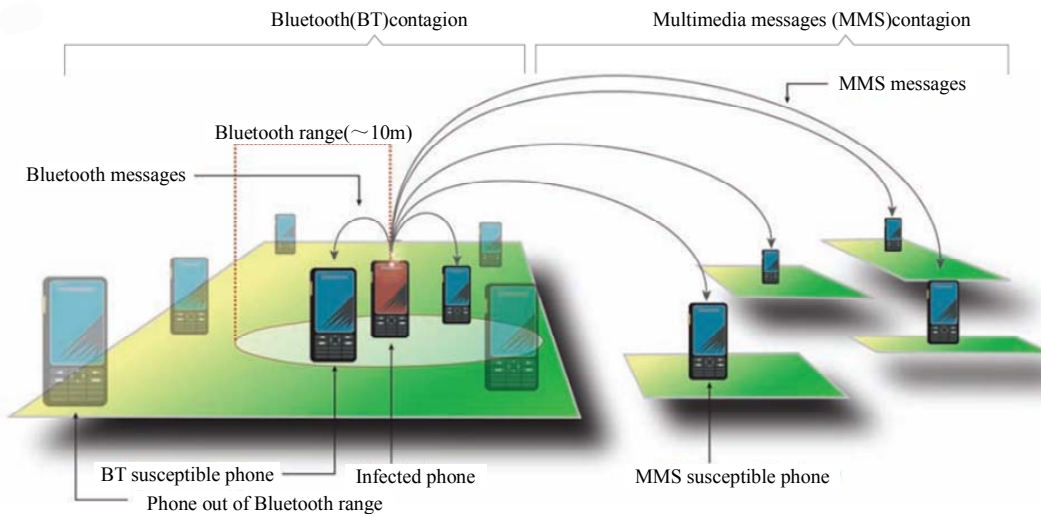 Bluetooth(BT)contagion
Multimedia messages (MMS)contagion
MMS messages
Bluetooth range(～10m)
Bluetooth messages
BT susceptible phone
Infected phone
MMS susceptible phone
Phone out of Bluetooth range